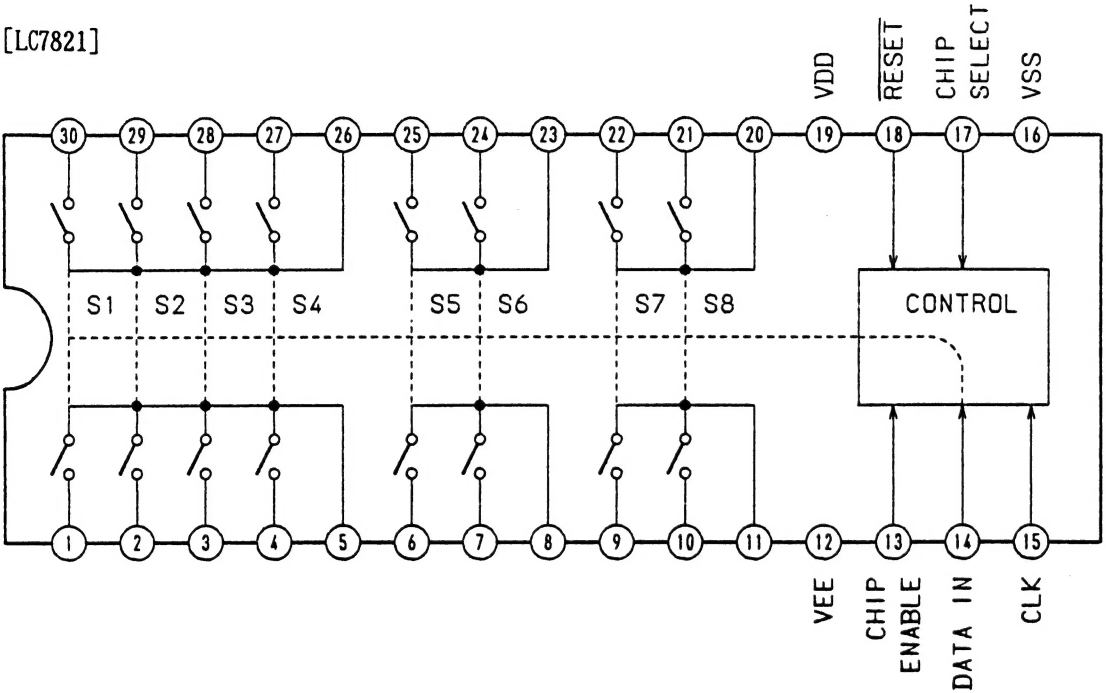 [LC7821]
VDD
RESET
CHIP
SELECT
VSS
30 29 28 27 26 25 24 23 22 21 20 19 18 17 16
S1 S2 S3 S4 S5 S6 S7 S8 CONTROL
1 2 3 4 5 6 7 8 9 10 11 12 13 14 15
VEE
CHIP
ENABLE
DATA IN
CLK